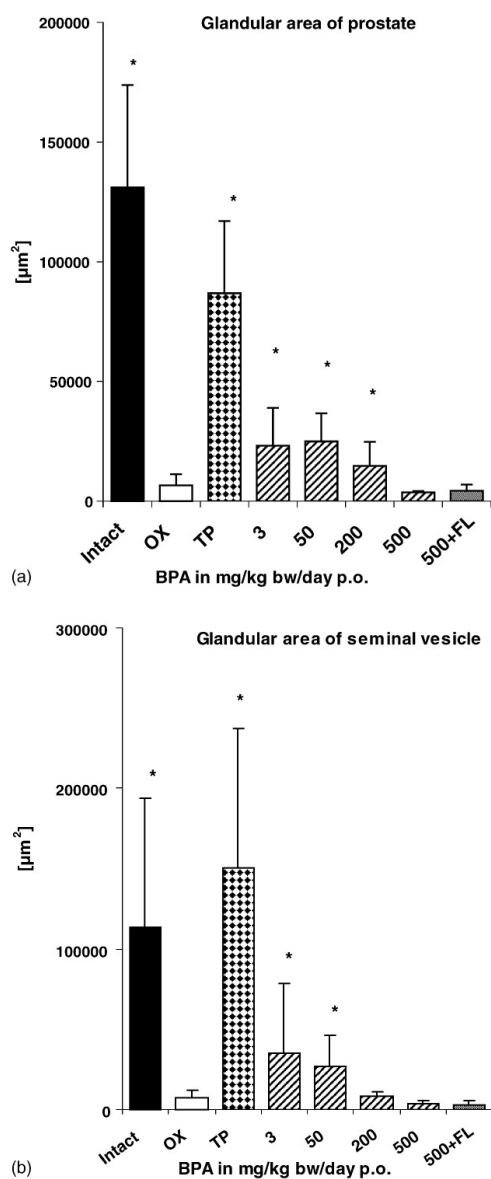 Glandular area of prostate
200000
150000
100000
50000
0
[µm²]
*
*
*
*
*
Intact
OX
TP
3
50
200
500
500+FL
(a)
BPA in mg/kg bw/day p.o.
Glandular area of seminal vesicle
300000
200000
100000
0
[µm²]
*
*
*
*
Intact
OX
TP
3
50
200
500
500+FL
(b)
BPA in mg/kg bw/day p.o.